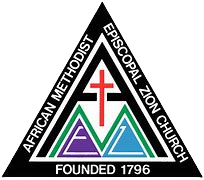 AFRICAN METHODIST
EPISCOPAL ZION CHURCH
FOUNDED 1796
A M E Z